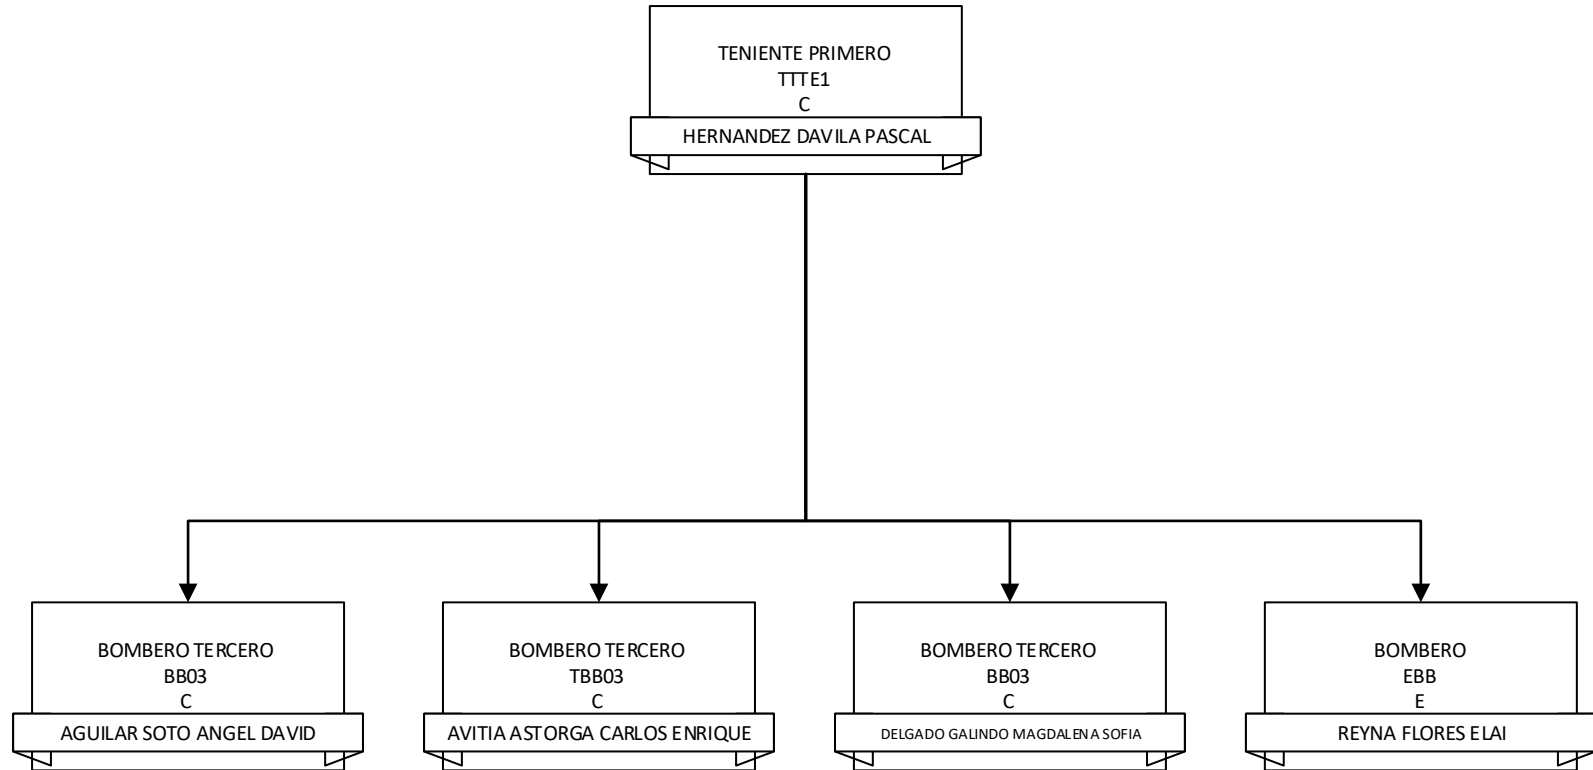 TENIENTE PRIMERO
TTTE1
C
HERNANDEZ DAVILA PASCAL
BOMBERO TERCERO
BB03
C
AGUILAR SOTO ANGEL DAVID
BOMBERO TERCERO
TBB03
C
AVITIA ASTORGA CARLOS ENRIQUE
BOMBERO TERCERO
BB03
C
DELGADO GALINDO MAGDALENA SOFIA
BOMBERO
EBB
E
REYNA FLORES ELAI